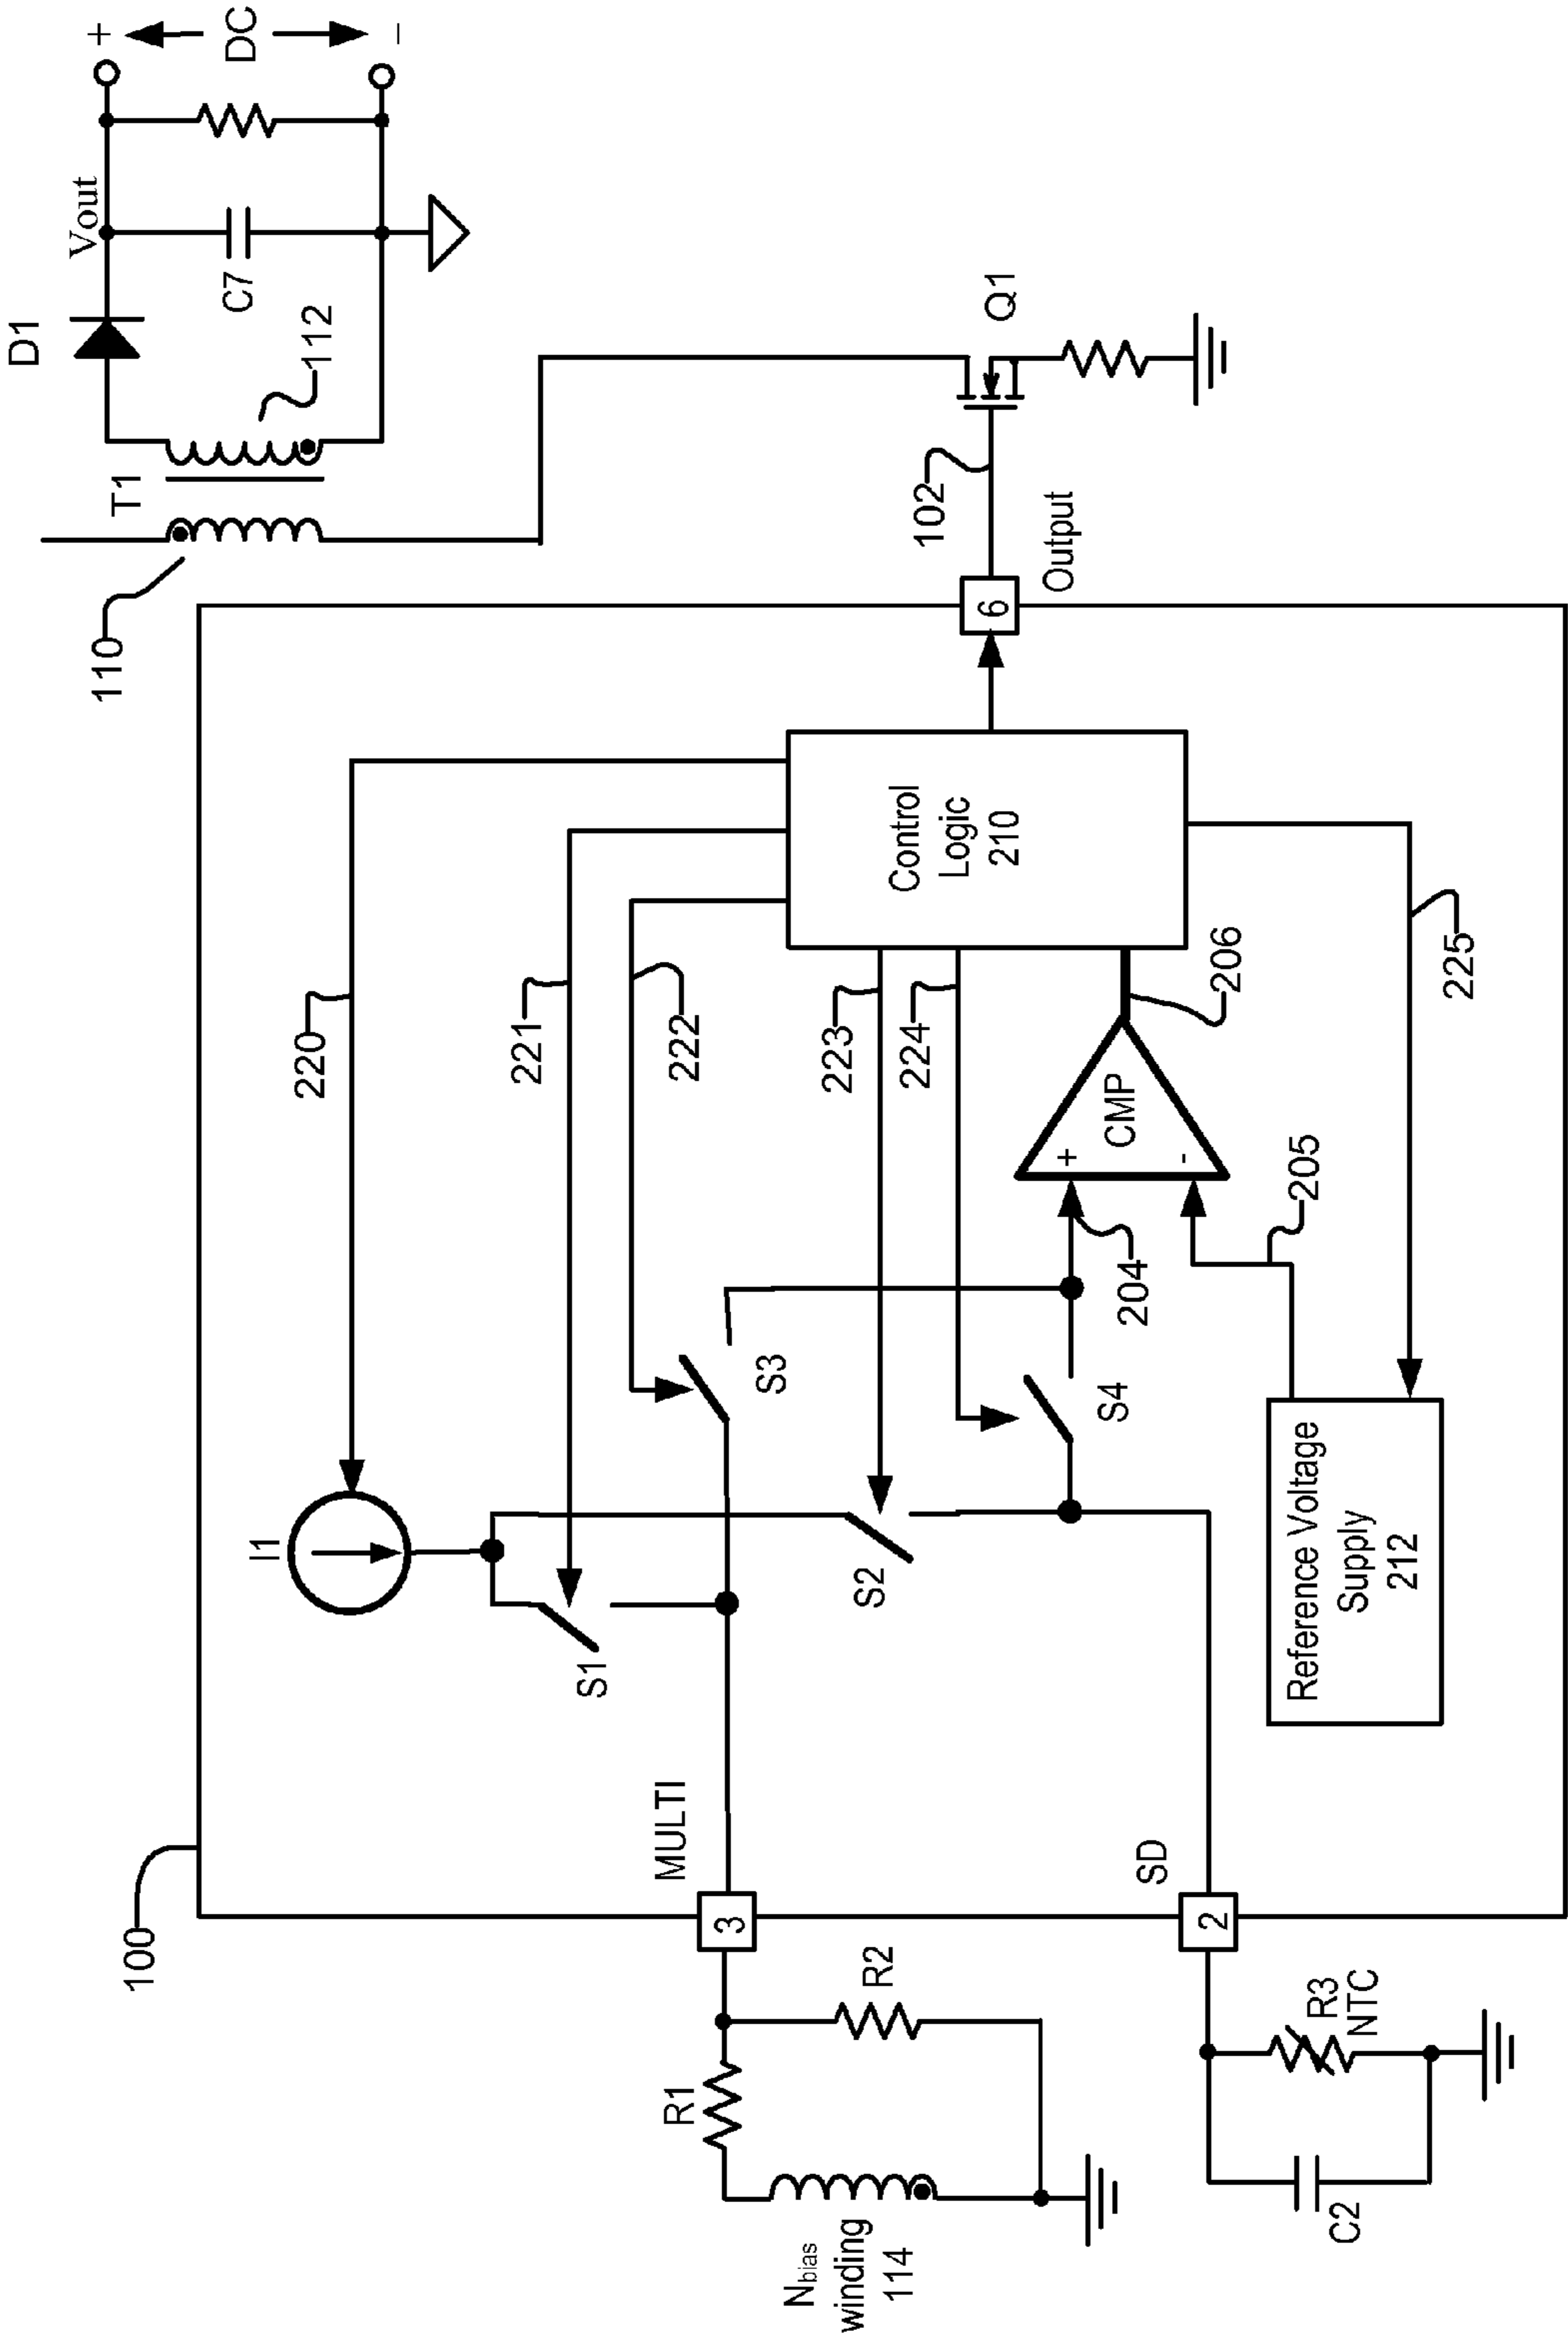 D1
Vout
+
DC
−
C7
T1
112
110
Q1
102
Output
6
100
220
221
222
223
224
I1
S1
S2
S3
S4
Control
Logic
210
CMP
+
-
204
205
206
225
Reference Voltage
Supply
212
MULTI
3
SD
2
R1
R2
R3
NTC
C2
Nbias
winding
114